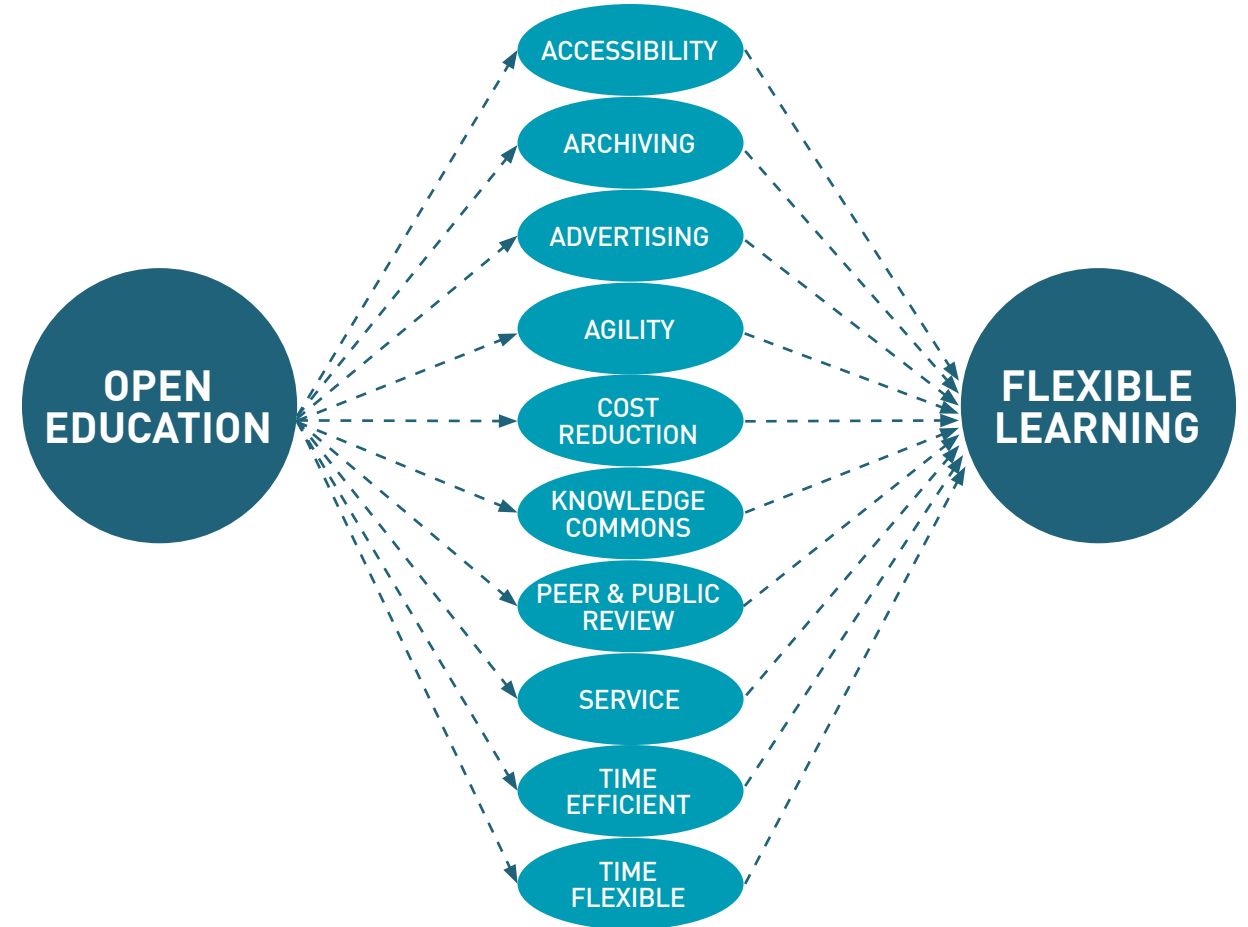 OPEN
EDUCATION
ACCESSIBILITY
ARCHIVING
ADVERTISING
AGILITY
COST
REDUCTION
KNOWLEDGE
COMMONS
PEER & PUBLIC
REVIEW
SERVICE
TIME
EFFICIENT
TIME
FLEXIBLE
FLEXIBLE
LEARNING